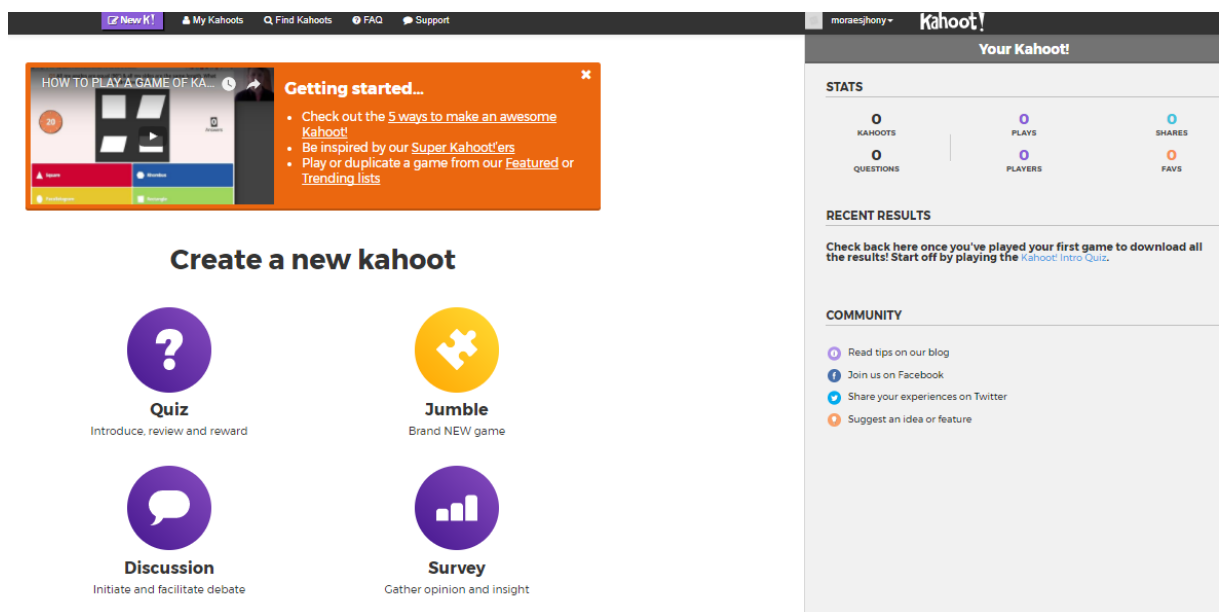 New K!
My Kahoots
Find Kahoots
FAQ
Support
moraesjhony
Kahoot!
HOW TO PLAY A GAME OF KA...
20
Answers
Square
Rhombus
Rectangle
Getting started...
Check out the 5 ways to make an awesome
Kahoot!
Be inspired by our Super Kahoot!'ers
Play or duplicate a game from our Featured or
Trending lists
Create a new kahoot
Quiz
Introduce, review and reward
Jumble
Brand NEW game
Discussion
Initiate and facilitate debate
Survey
Gather opinion and insight
Your Kahoot!
STATS
0
KAHOOTS
0
PLAYS
0
SHARES
0
QUESTIONS
0
PLAYERS
0
FAVS
RECENT RESULTS
Check back here once you've played your first game to download all
the results! Start off by playing the Kahoot! Intro Quiz.
COMMUNITY
Read tips on our blog
Join us on Facebook
Share your experiences on Twitter
Suggest an idea or feature